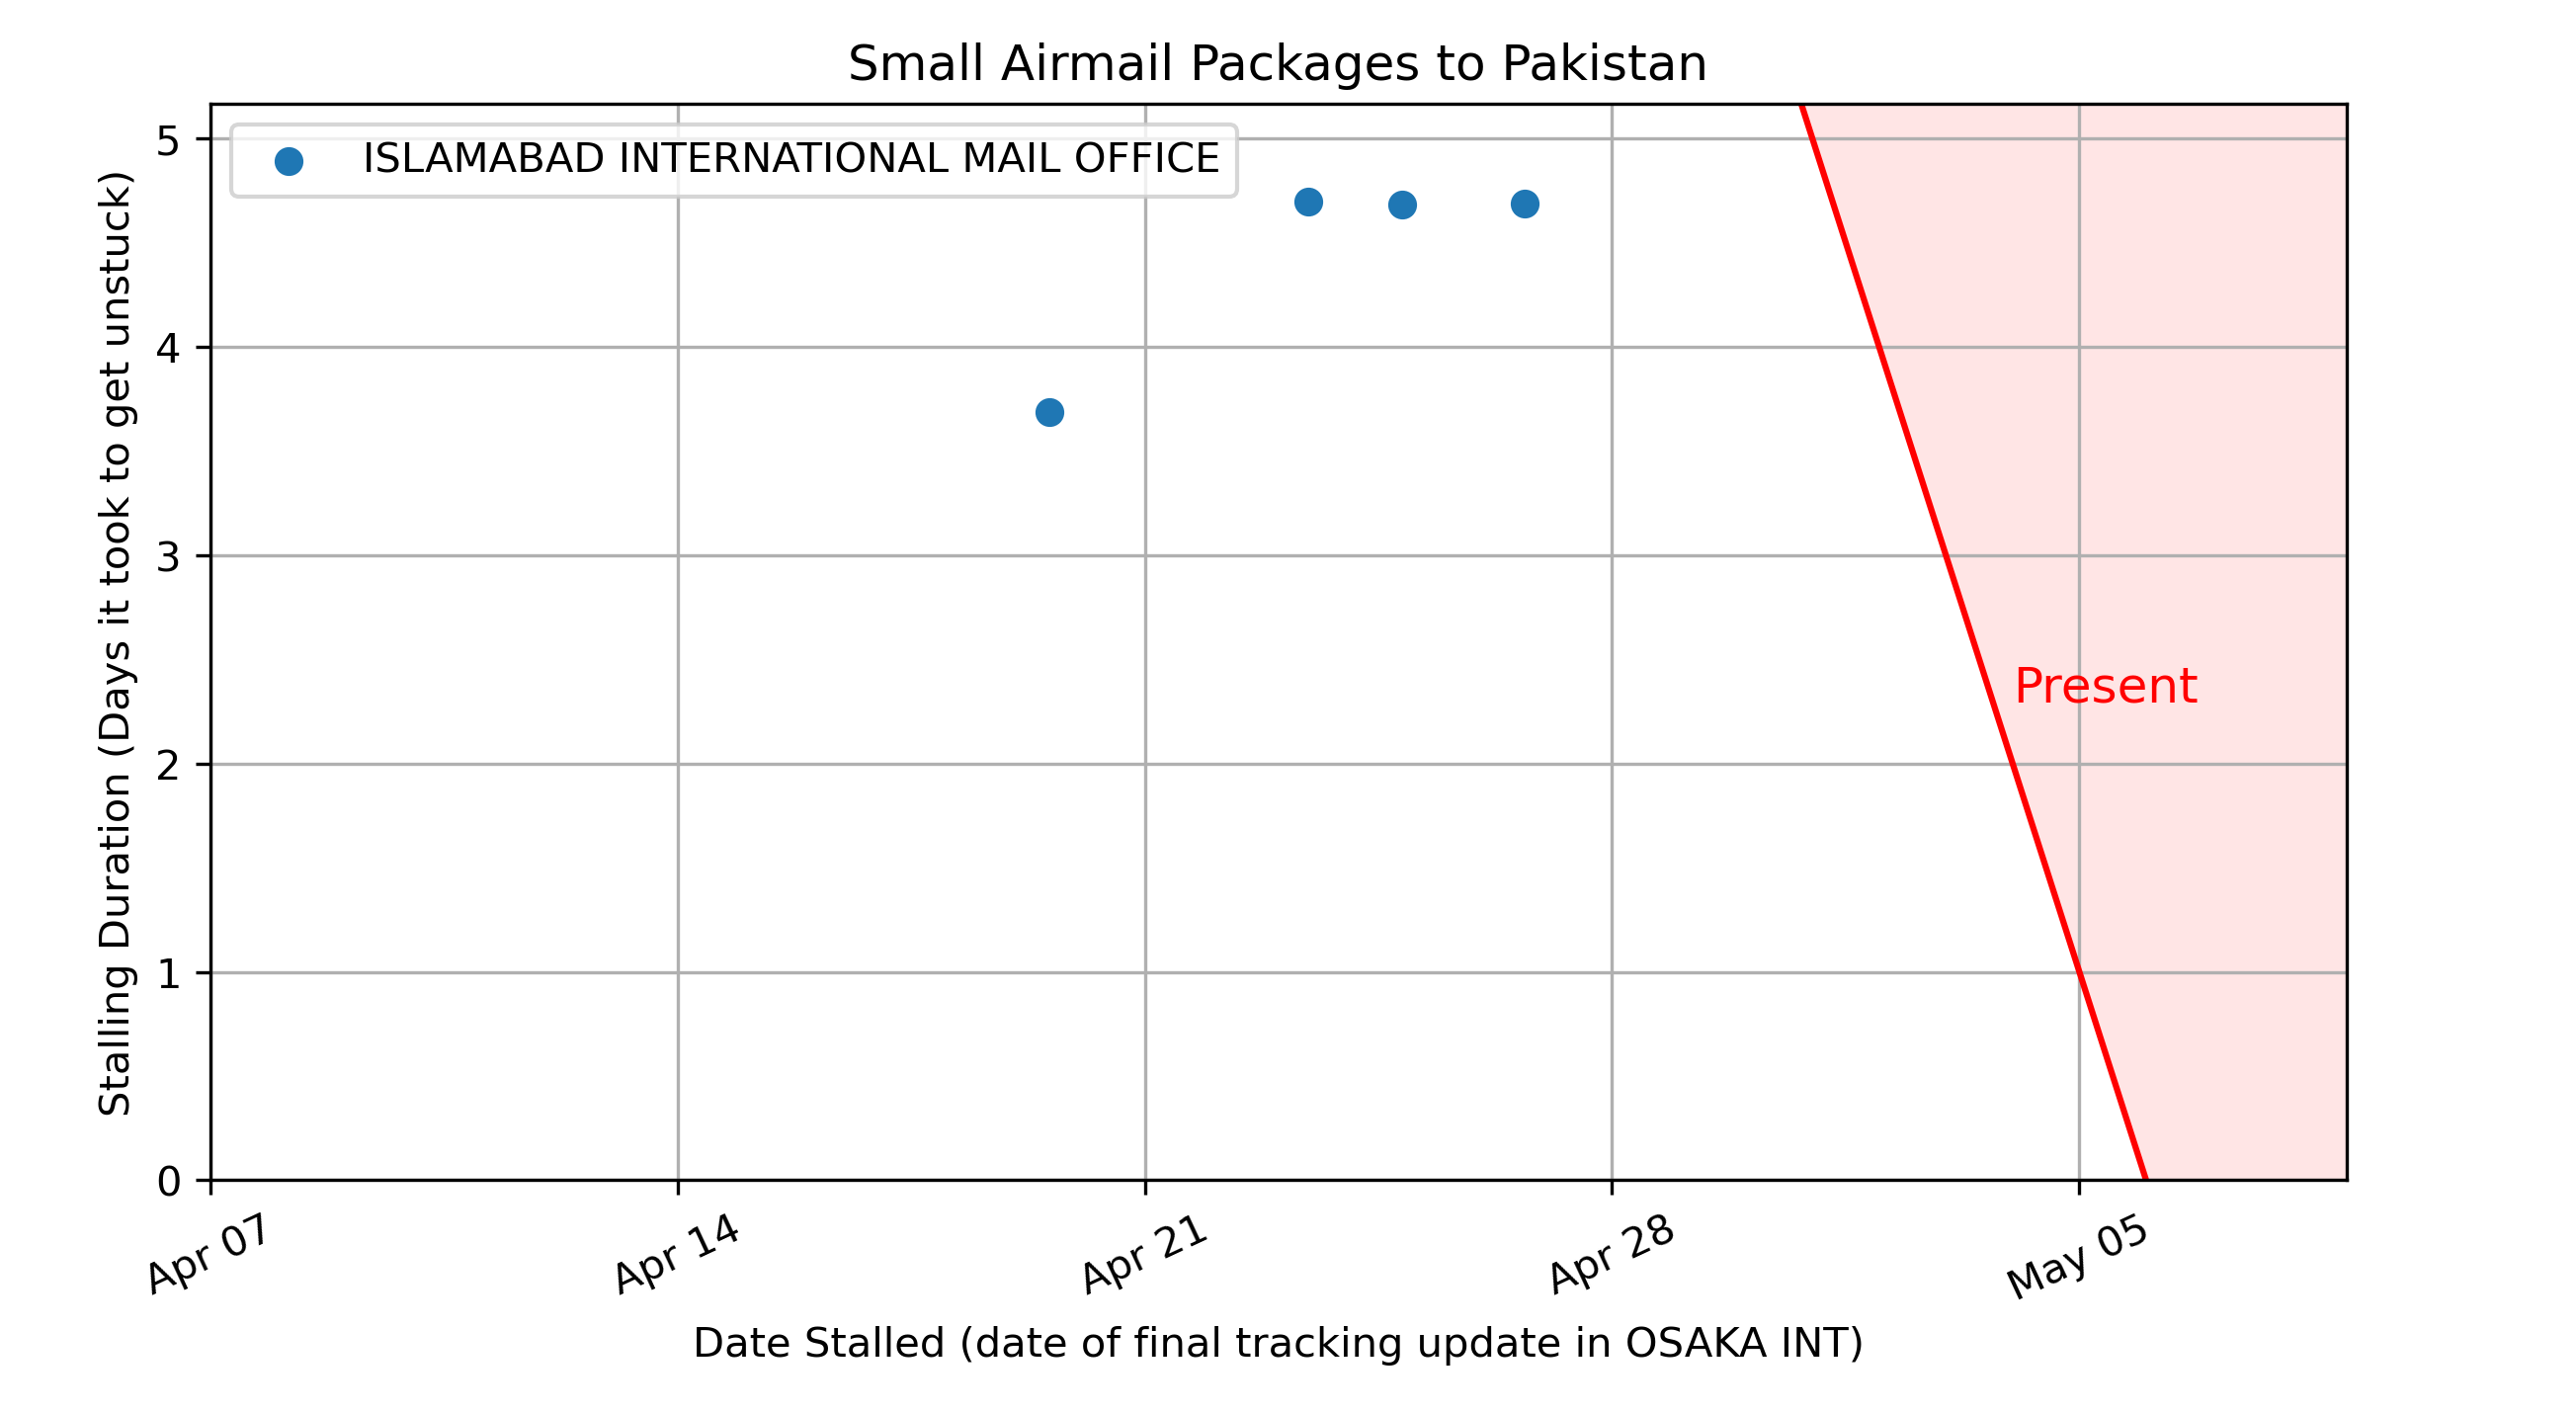 Small Airmail Packages to Pakistan
ISLAMABAD INTERNATIONAL MAIL OFFICE
Stalling Duration (Days it took to get unstuck)
5
4
3
2
1
0
Present
Apr 07
Apr 14
Apr 21
Apr 28
May 05
Date Stalled (date of final tracking update in OSAKA INT)